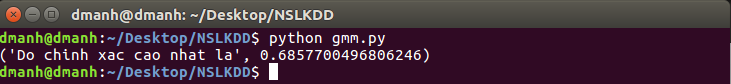 dmanh@dmanh: ~/Desktop/NSLKDD
dmanh@dmanh:~/Desktop/NSLKDD$ python gmm.py
('Do chinh xac cao nhat la', 0.6857700496806246)
dmanh@dmanh:~/Desktop/NSLKDD$